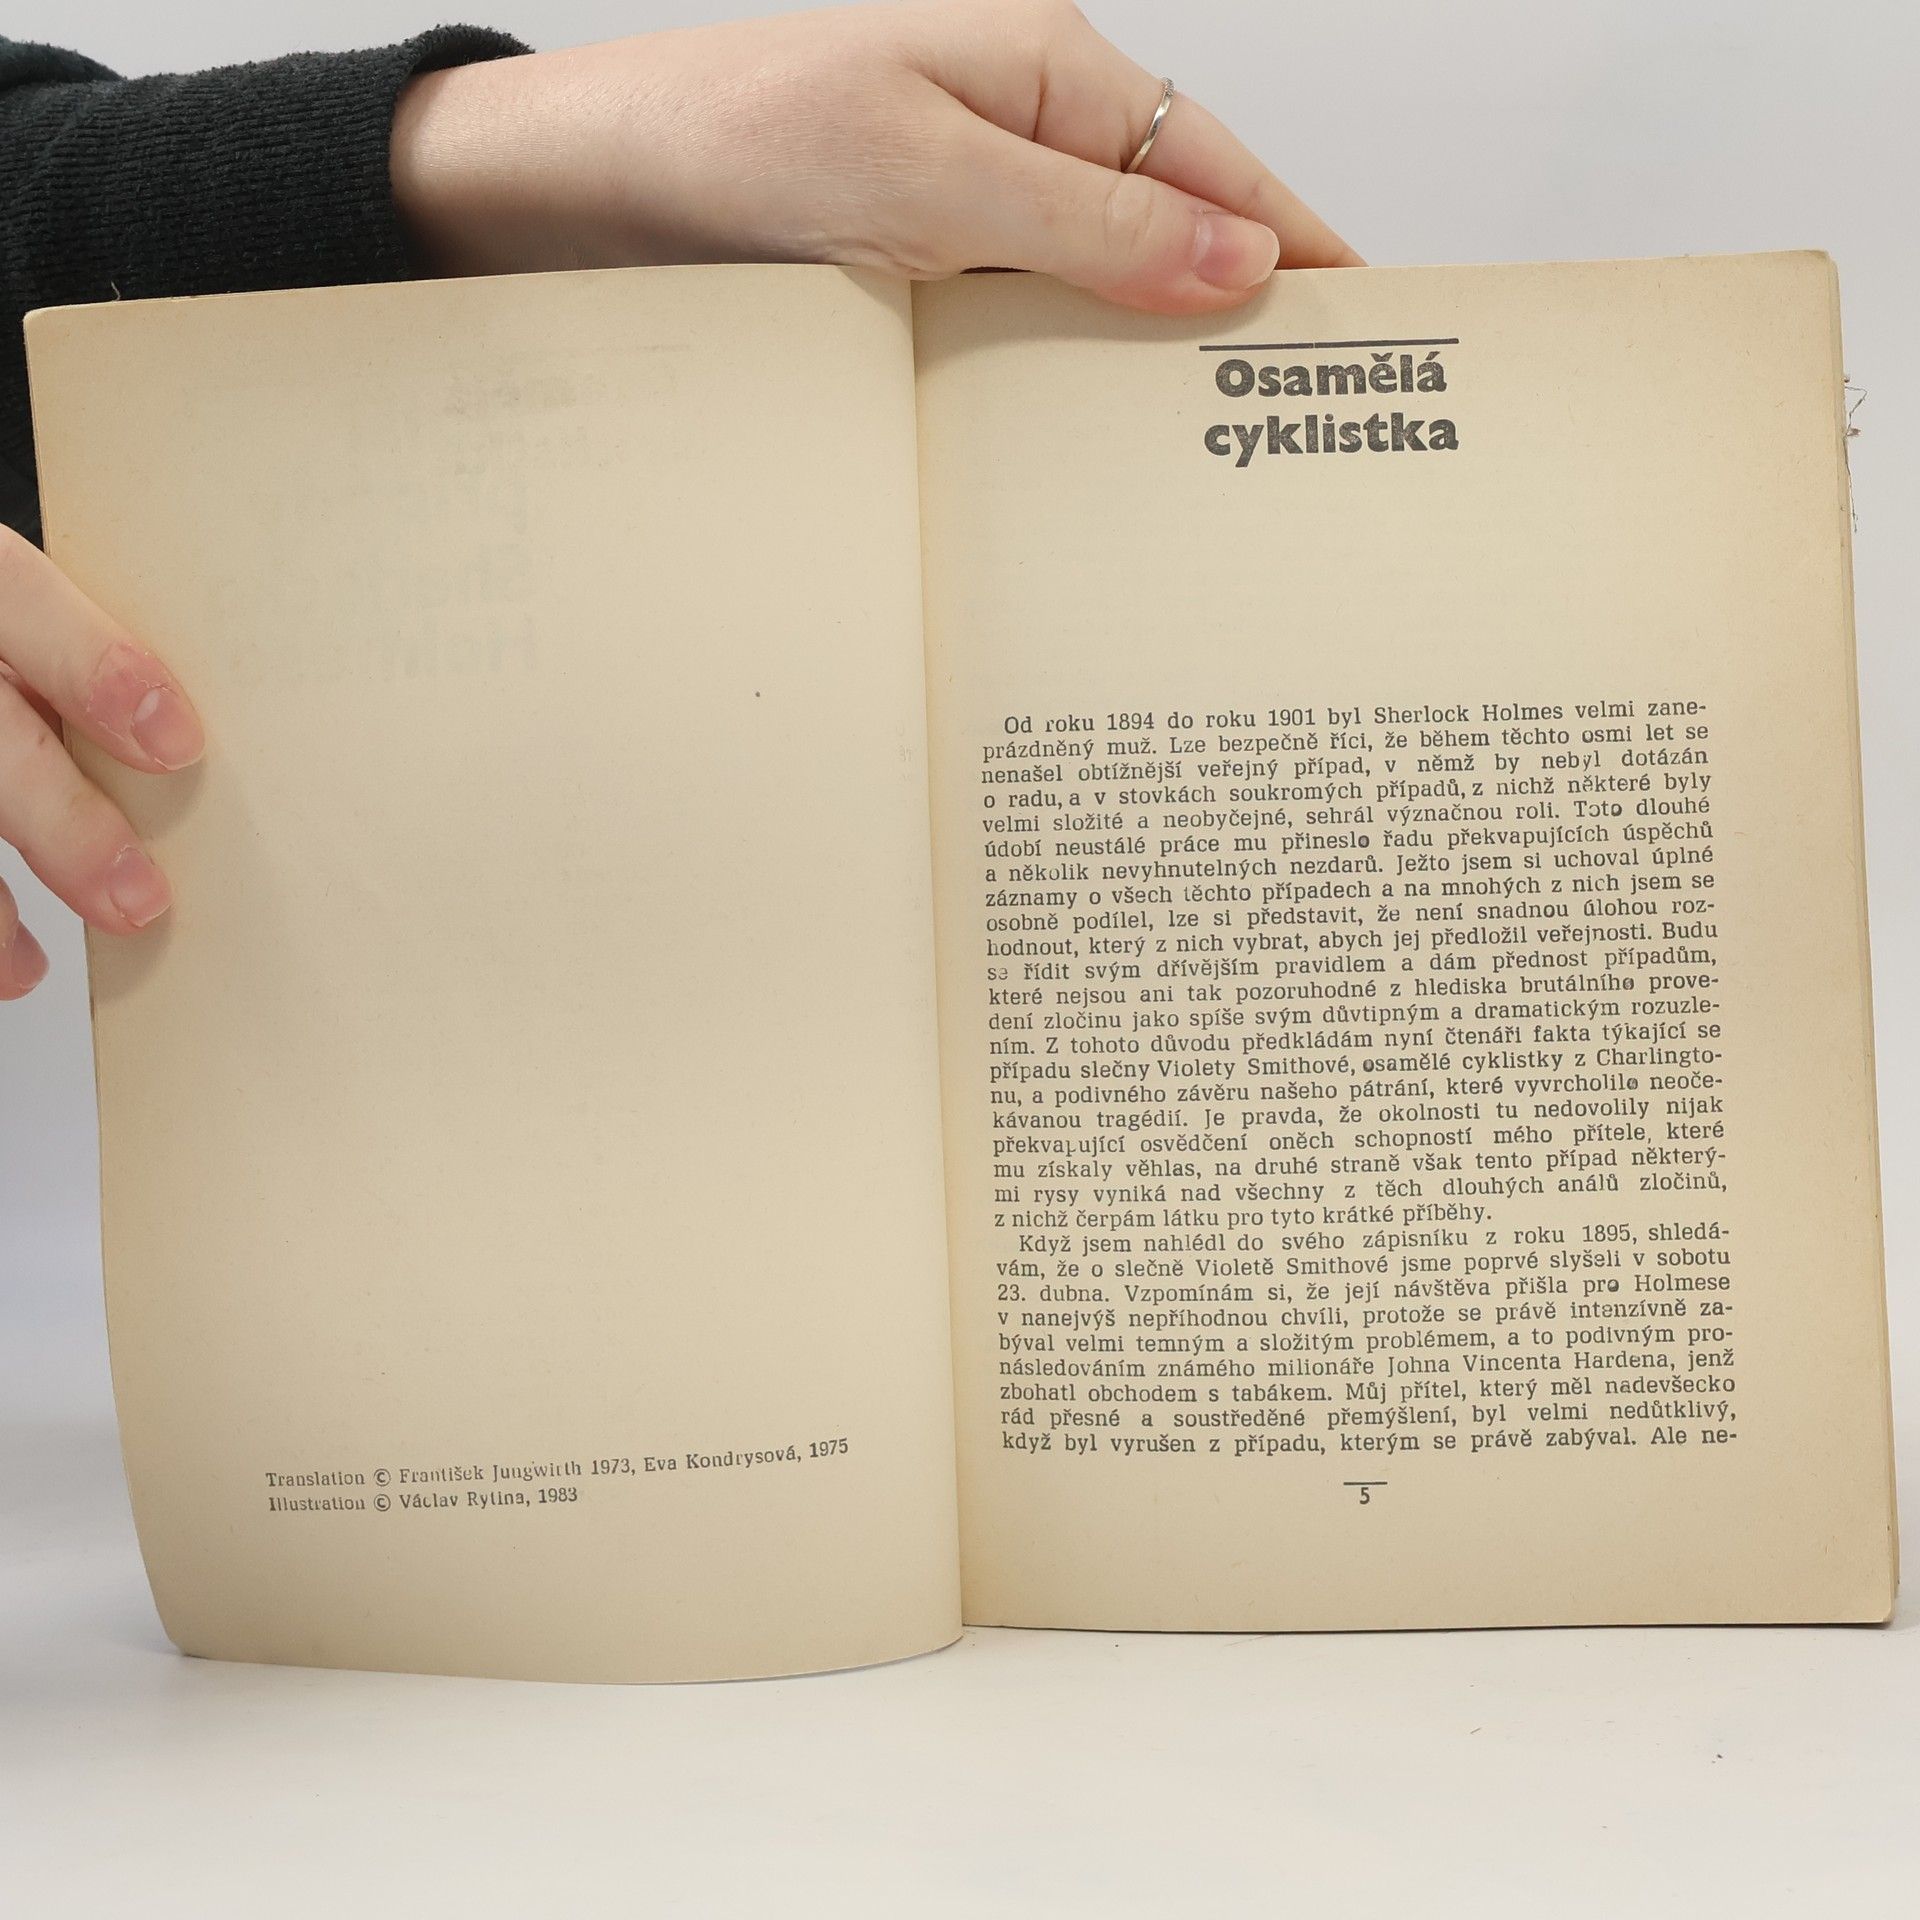 Translation © František Jungwirth 1973, Eva Kondrysová, 1975
Illustration © Václav Rytina, 1983
Osamělá
cyklistka
Od roku 1894 do roku 1901 byl Sherlock Holmes velmi zane-
prázdněný muž. Lze bezpečně říci, že během těchto osmi let se
nenašel obtížnější veřejný případ, v němž by nebyl dotázán
o radu, a v stovkách soukromých případů, z nichž některé byly
velmi složité a neobyčejné, sehrál význačnou roli. Toto dlouhé
údobí neustálé práce mu přineslo řadu překvapujících úspěchů
a několik nevyhnutelných nezdarů. Ježto jsem si uchoval úplné
záznamy o všech těchto případech a na mnohých z nich jsem se
osobně podílel, lze si představit, že není snadnou úlohou roz-
hodnout, který z nich vybrat, abych jej předložil veřejnosti. Budu
se řídit svým dřívějším pravidlem a dám přednost případům,
které nejsou ani tak pozoruhodné z hlediska brutálního prove-
dení zločinu jako spíše svým důvtipným a dramatickým rozuzle-
ním. Z tohoto důvodu předkládám nyní čtenáři fakta týkající se
případu slečny Violety Smithové, osamělé cyklistky z Charlingto-
nu, a podivného závěru našeho pátrání, které vyvrcholilo neoče-
kávanou tragédií. Je pravda, že okolnosti tu nedovolily nijak
překvapující osvědčení oněch schopností mého přítele, které
mu získaly věhlas, na druhé straně však tento případ některý-
mi rysy vyniká nad všechny z těch dlouhých análů zločinů,
z nichž čerpám látku pro tyto krátké příběhy.
Když jsem nahlédl do svého zápisníku z roku 1895, shledá-
vám, že o slečně Violetě Smithové jsme poprvé slyšeli v sobotu
23. dubna. Vzpomínám si, že její návštěva přišla pro Holmese
v nanejvýš nepříhodnou chvíli, protože se právě intenzívně za-
býval velmi temným a složitým problémem, a to podivným pro-
následováním známého milionáře Johna Vincenta Hardena, jenž
zbohatl obchodem s tabákem. Můj přítel, který měl nadevšecko
rád přesné a soustředěné přemýšlení, byl velmi nedůtklivý,
když byl vyrušen z případu, kterým se právě zabýval. Ale ne-
5